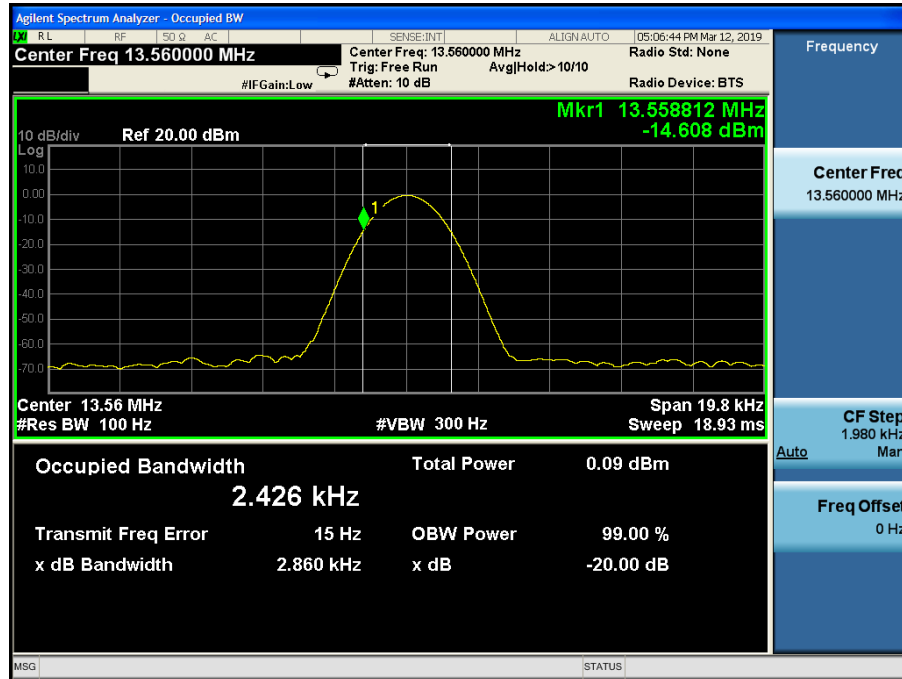 Agilent Spectrum Analyzer - Occupied BW
LXI RL RF 50 Ω AC SENSE:INT ALIGN AUTO 05:06:44 PM Mar 12, 2019
Center Freq 13.560000 MHz
Center Freq: 13.560000 MHz
Radio Std: None
Trig: Free Run Avg|Hold:>10/10
#IFGain:Low
#Atten: 10 dB
Radio Device: BTS
Frequency
Mkr1 13.558812 MHz
-14.608 dBm
10 dB/div Ref 20.00 dBm
Log
10.0
0.00
-10.0
-20.0
-30.0
-40.0
-50.0
-60.0
-70.0
1
Center 13.56 MHz Span 19.8 kHz
#Res BW 100 Hz #VBW 300 Hz Sweep 18.93 ms
Center Freq
13.560000 MHz
CF Step
1.980 kHz
Auto Man
Freq Offset
0 Hz
Occupied Bandwidth Total Power 0.09 dBm
2.426 kHz
Transmit Freq Error 15 Hz OBW Power 99.00 %
x dB Bandwidth 2.860 kHz x dB -20.00 dB
MSG STATUS